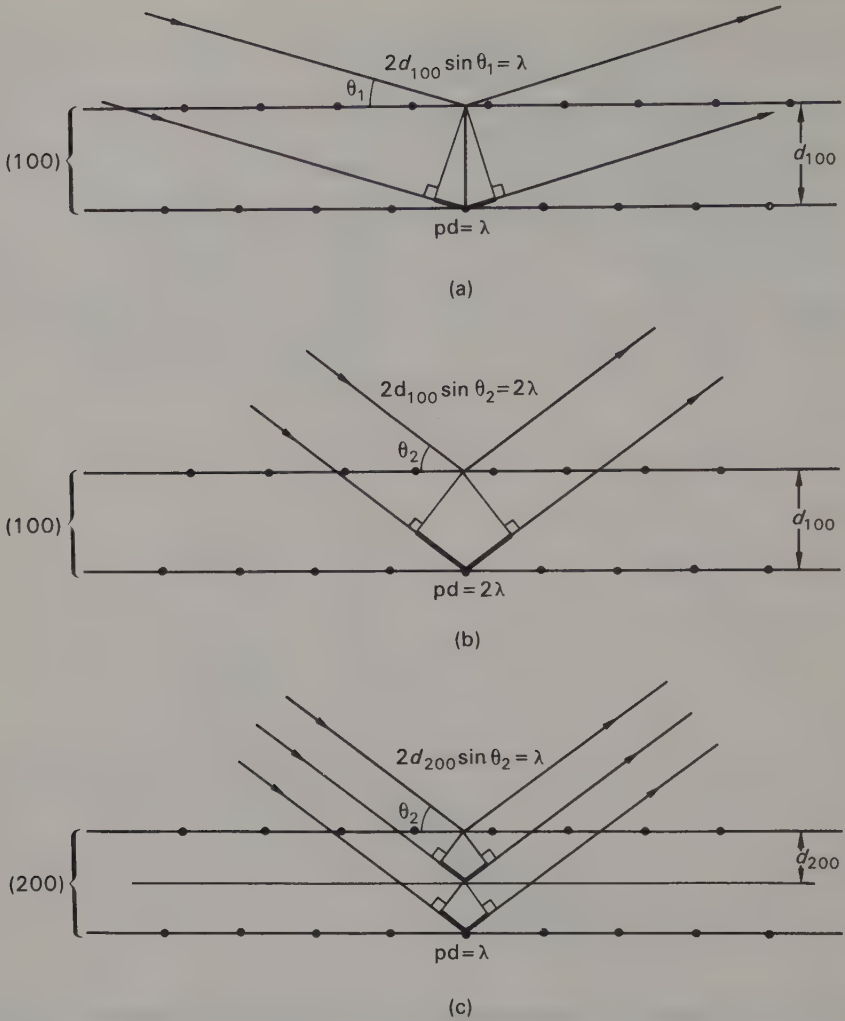 2d₁₀₀ sin θ₁ = λ
θ₁
(100)
d₁₀₀
pd = λ
(a)
2d₁₀₀ sin θ₂ = 2λ
θ₂
(100)
d₁₀₀
pd = 2λ
(b)
2d₂₀₀ sin θ₂ = λ
θ₂
(200)
d₂₀₀
pd = λ
(c)